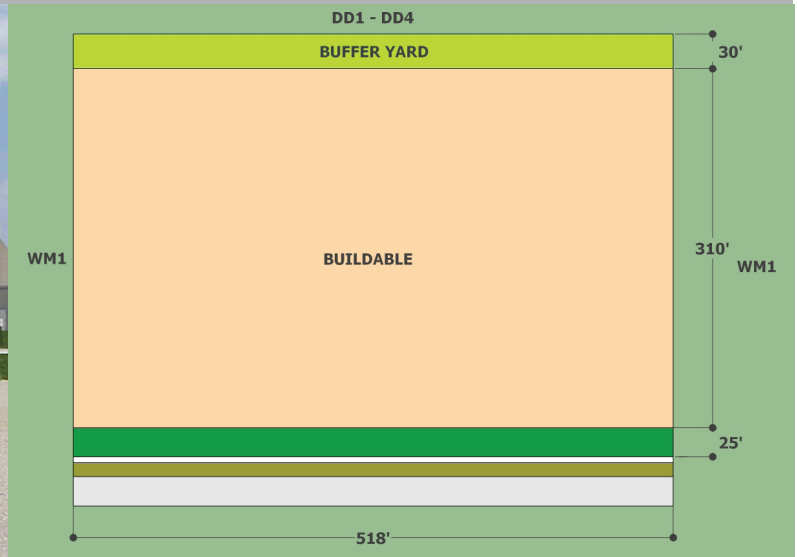 DD1 - DD4
BUFFER YARD
30'
310'
WM1
BUILDABLE
WM1
25'
518'